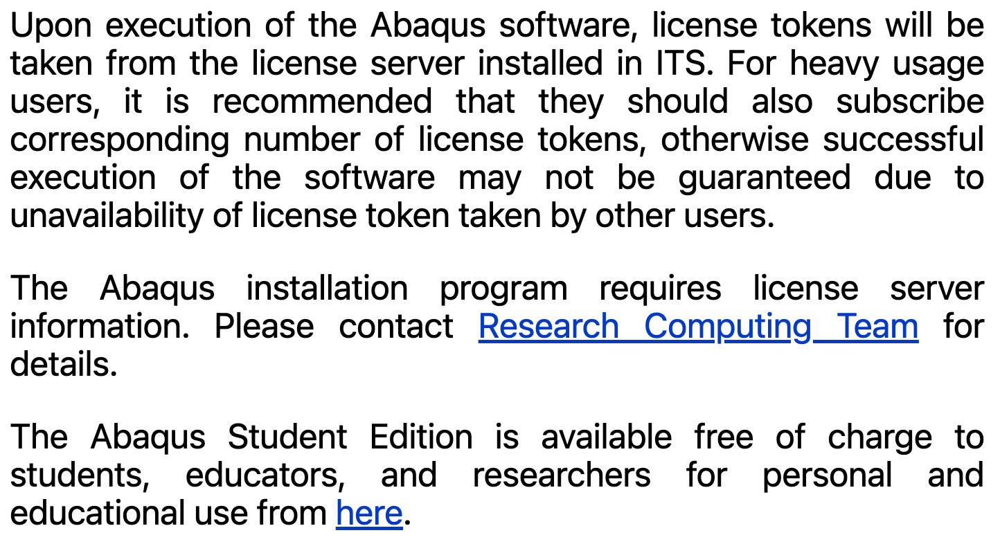 Upon execution of the Abaqus software, license tokens will be
taken from the license server installed in ITS. For heavy usage
users, it is recommended that they should also subscribe
corresponding number of license tokens, otherwise successful
execution of the software may not be guaranteed due to
unavailability of license token taken by other users.
The Abaqus installation program requires license server
information. Please contact Research Computing Team for
details.
The Abaqus Student Edition is available free of charge to
students, educators, and researchers for personal and
educational use from here.